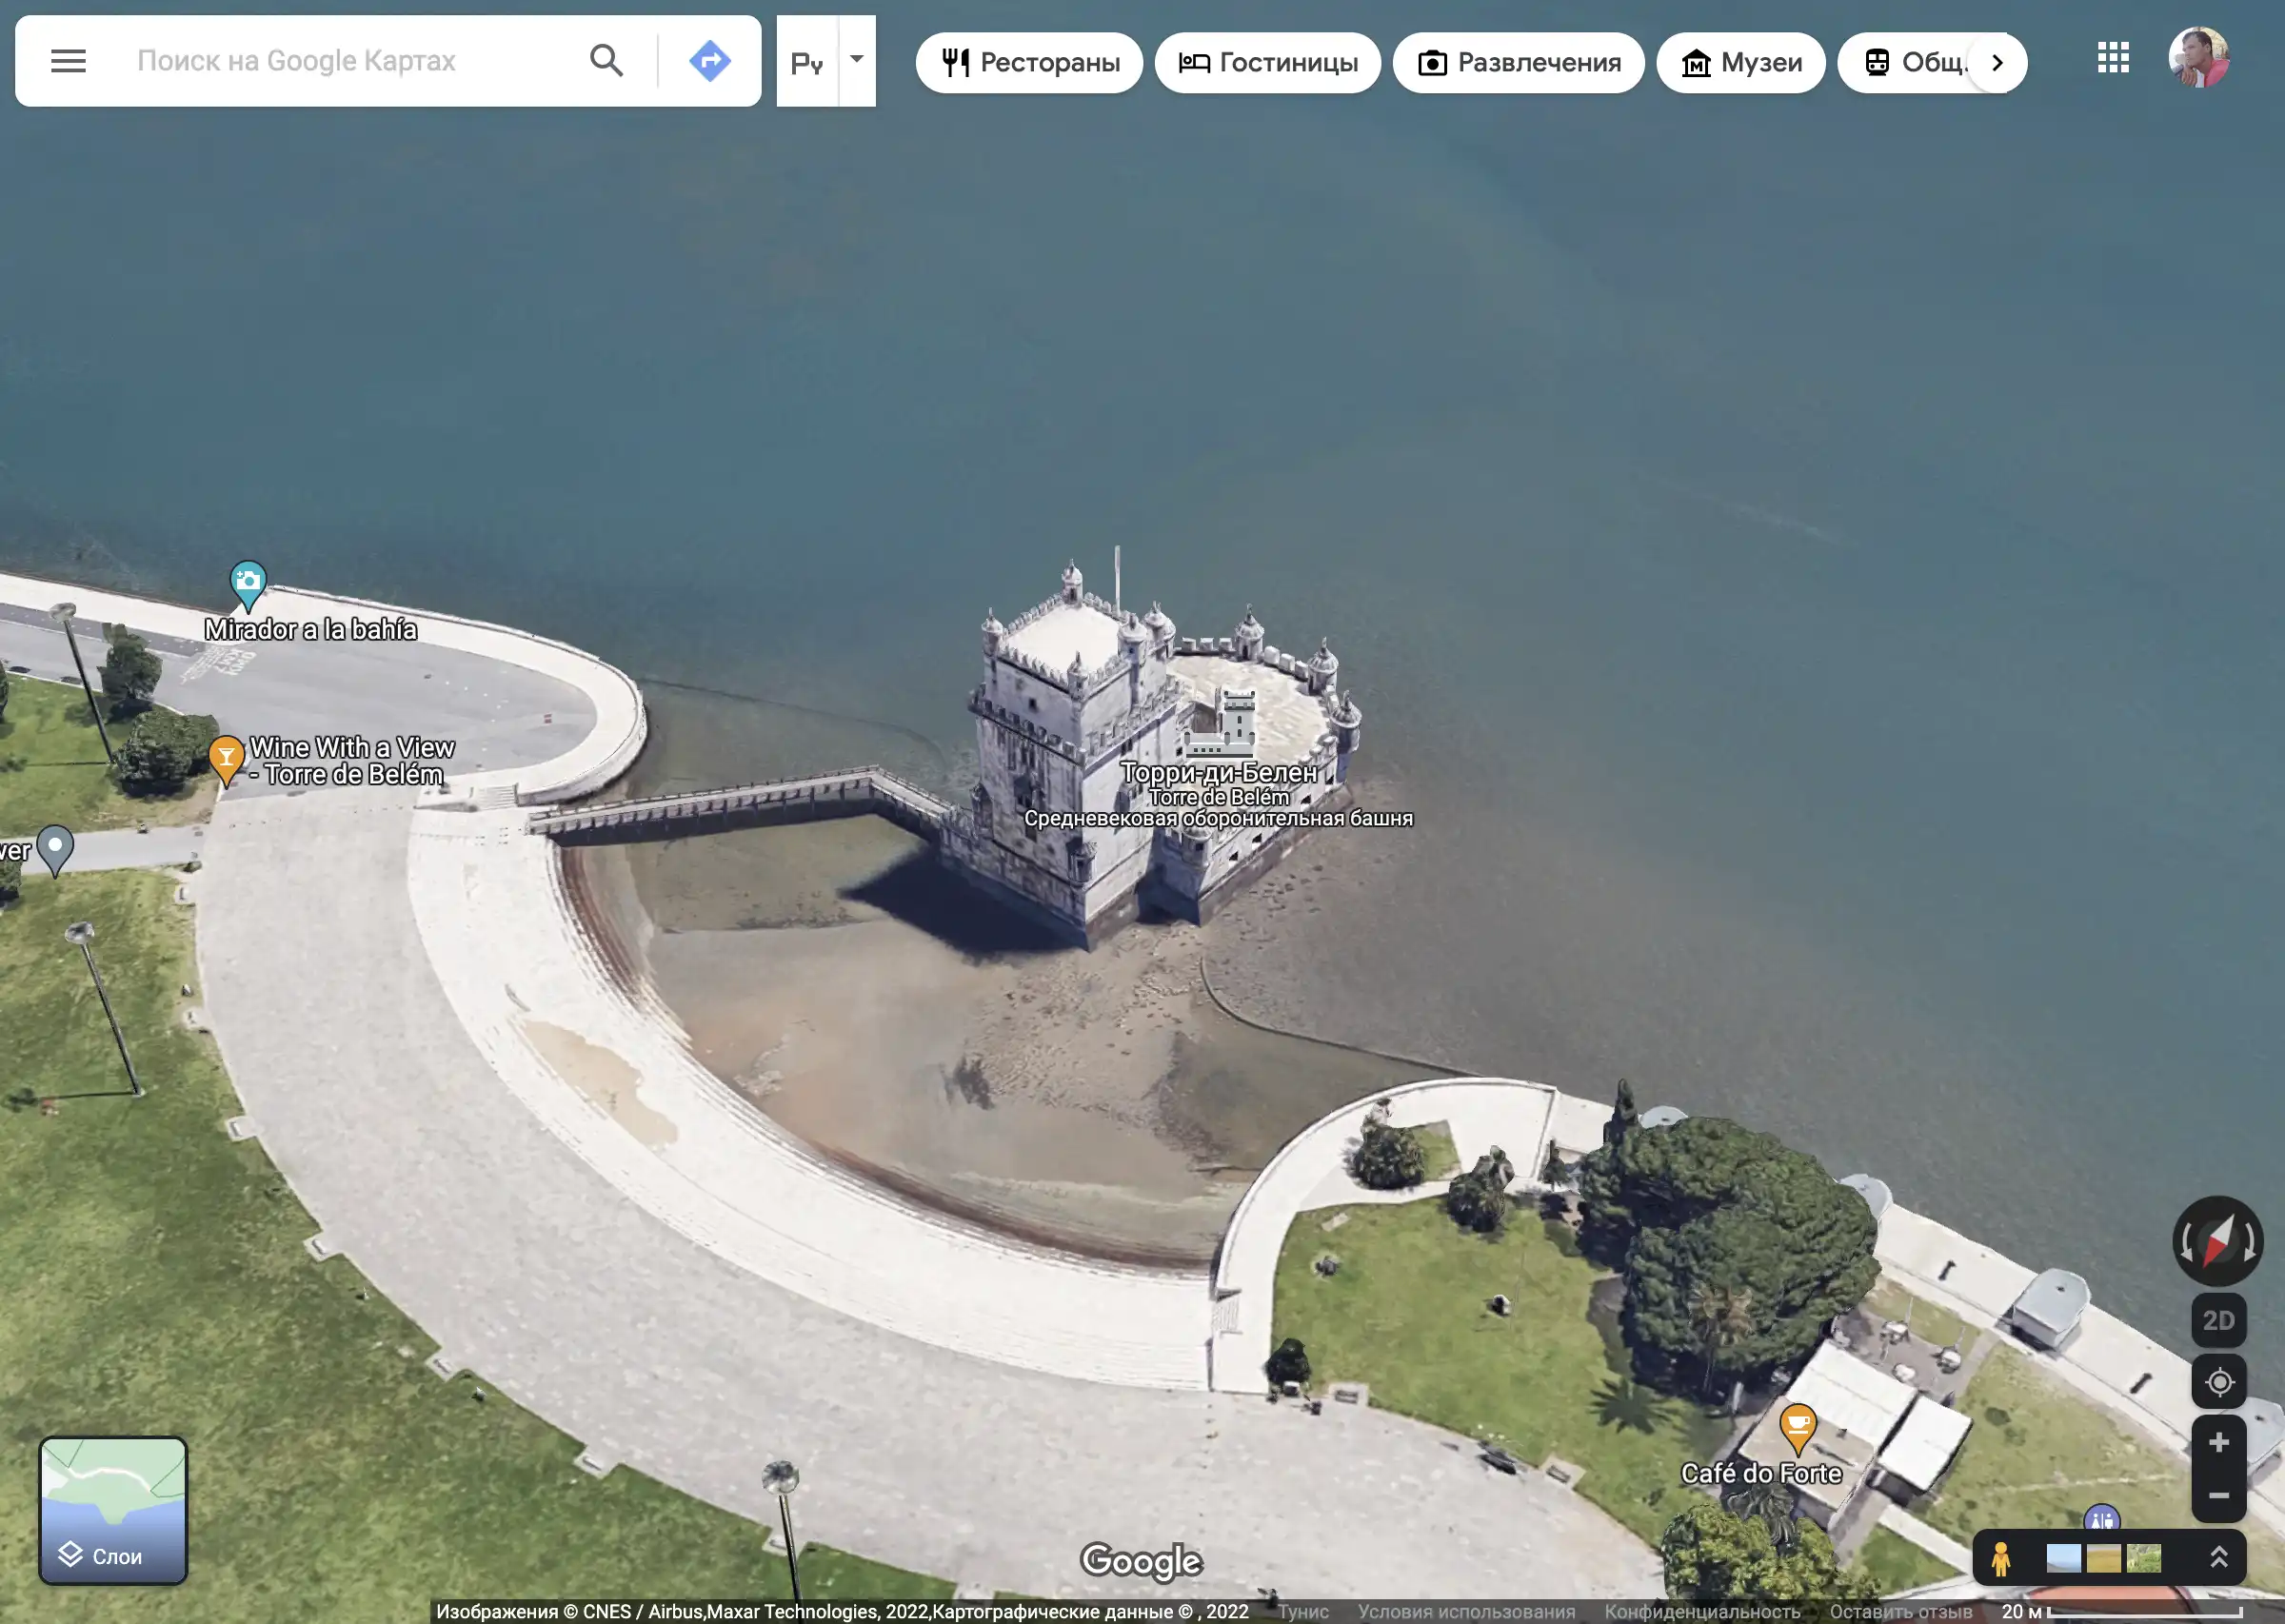 Поиск на Google Картах
Ру
Рестораны
Гостиницы
Развлечения
Музеи
Общ.
Mirador a la bahía
Wine With a View
- Torre de Belém
ver
Торри-ди-Белен
Torre de Belém
Средневековая оборонительная башня
Café do Forte
2D
Слои
Google
Изображения © CNES / Airbus,Maxar Technologies, 2022,Картографические данные © , 2022
Тунис
Условия использования
Конфиденциальность
Оставить отзыв
20 м